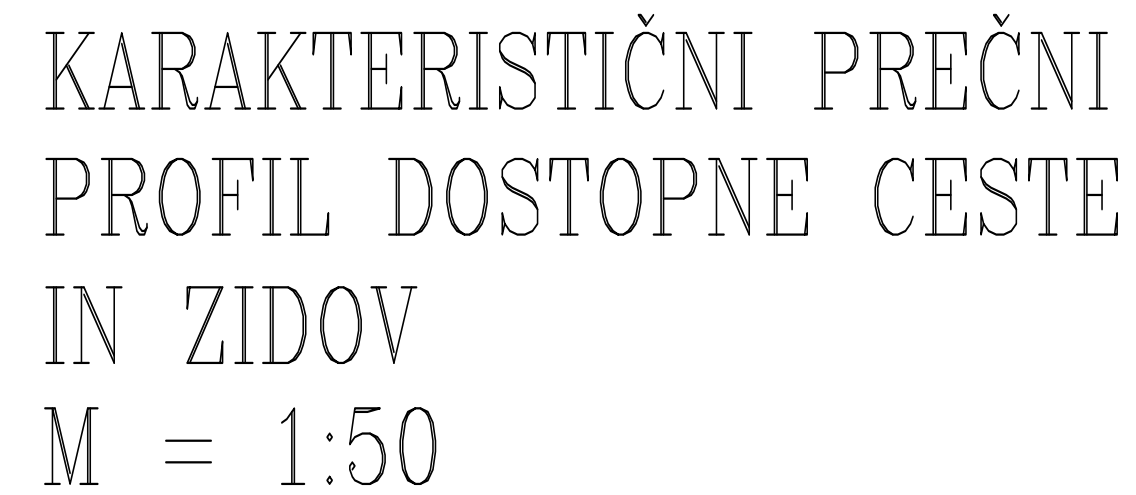 KARAKTERISTIČNI PREČNI
PROFIL DOSTOPNE CESTE
IN ZIDOV
M = 1:50